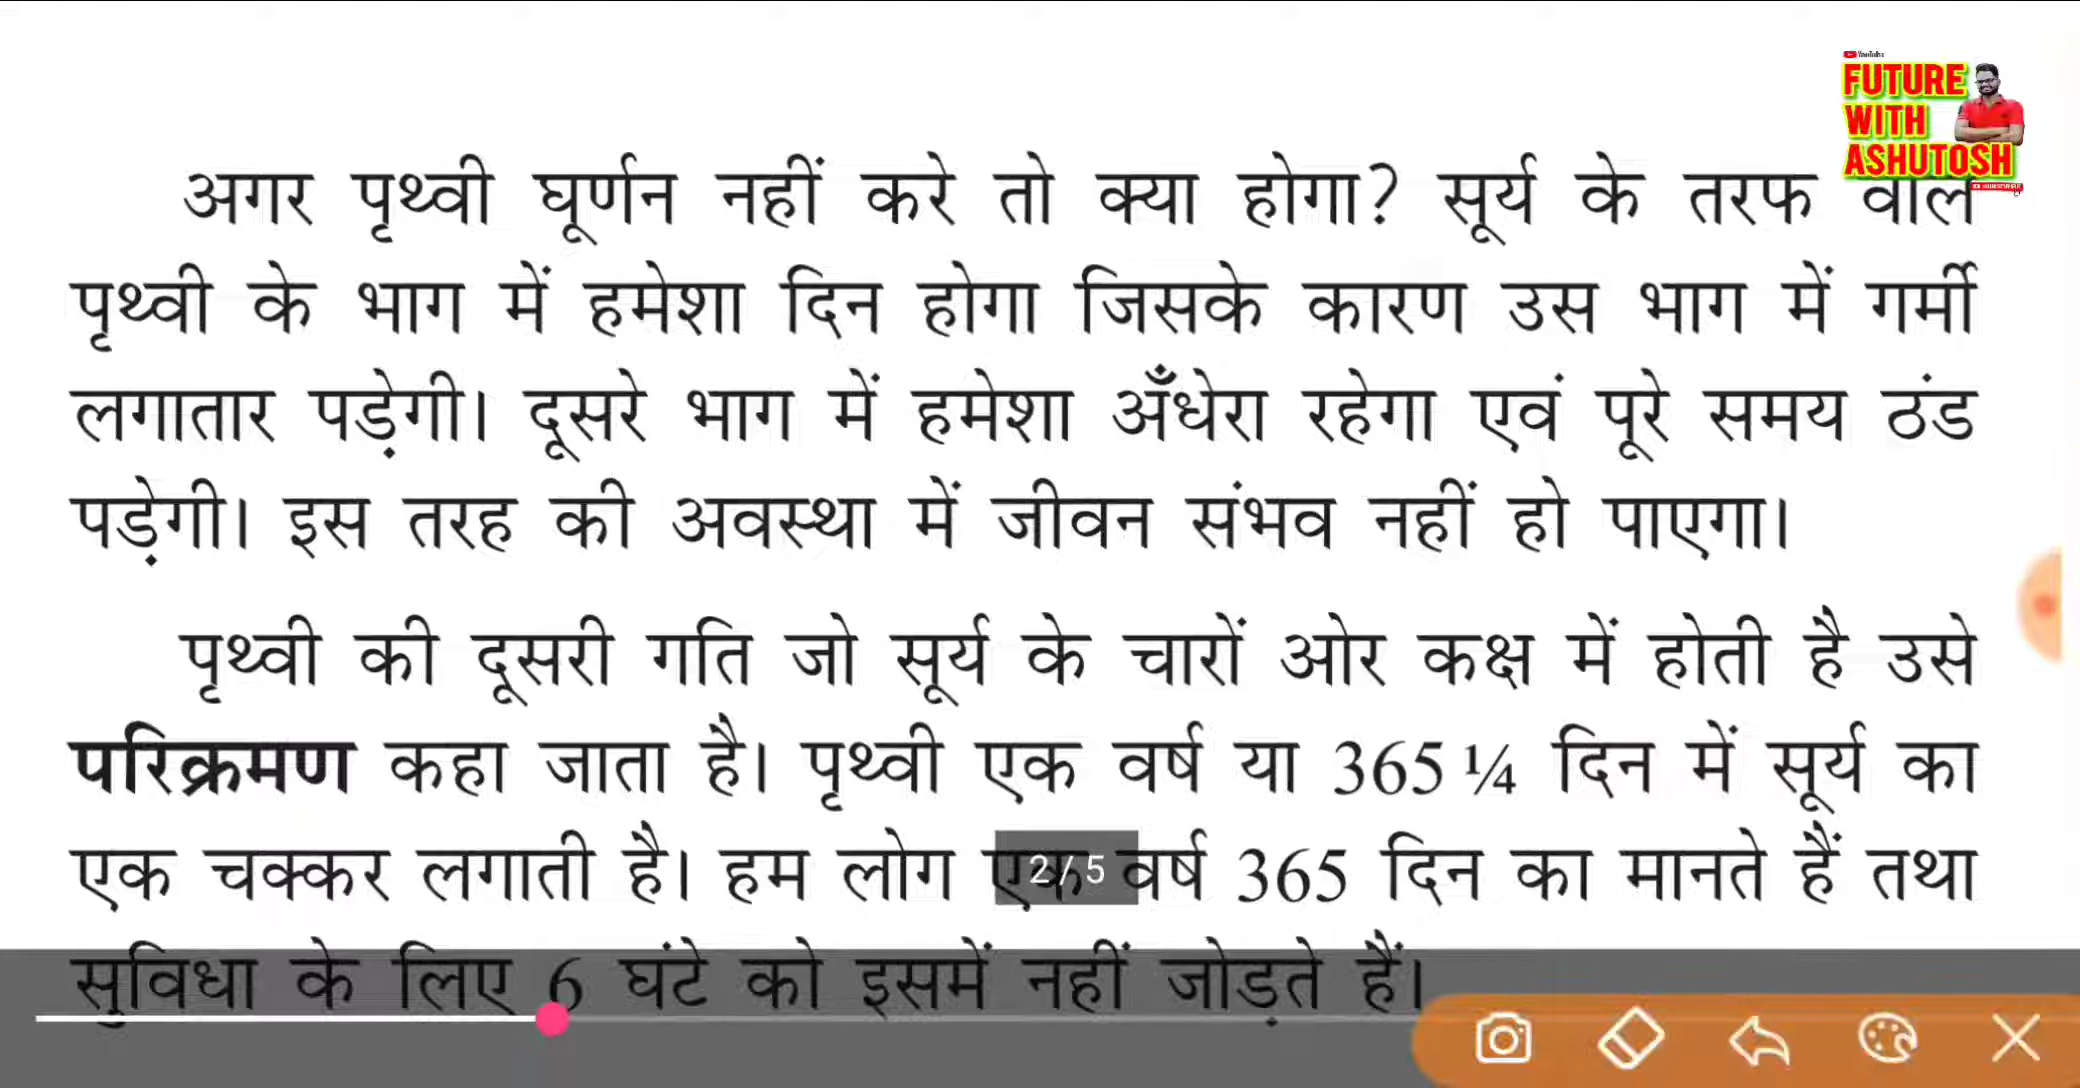 YouTube
FUTURE
WITH
ASHUTOSH
अगर पृथ्वी घूर्णन नहीं करे तो क्या होगा? सूर्य के तरफ वाले
पृथ्वी के भाग में हमेशा दिन होगा जिसके कारण उस भाग में गर्मी
लगातार पड़ेगी। दूसरे भाग में हमेशा अँधेरा रहेगा एवं पूरे समय ठंड
पड़ेगी। इस तरह की अवस्था में जीवन संभव नहीं हो पाएगा।
पृथ्वी की दूसरी गति जो सूर्य के चारों ओर कक्ष में होती है उसे
परिक्रमण कहा जाता है। पृथ्वी एक वर्ष या 365 ¼ दिन में सूर्य का
एक चक्कर लगाती है। हम लोग एक वर्ष 365 दिन का मानते हैं तथा
2 / 5
सुविधा के लिए 6 घंटे को इसमें नहीं जोड़ते हैं।